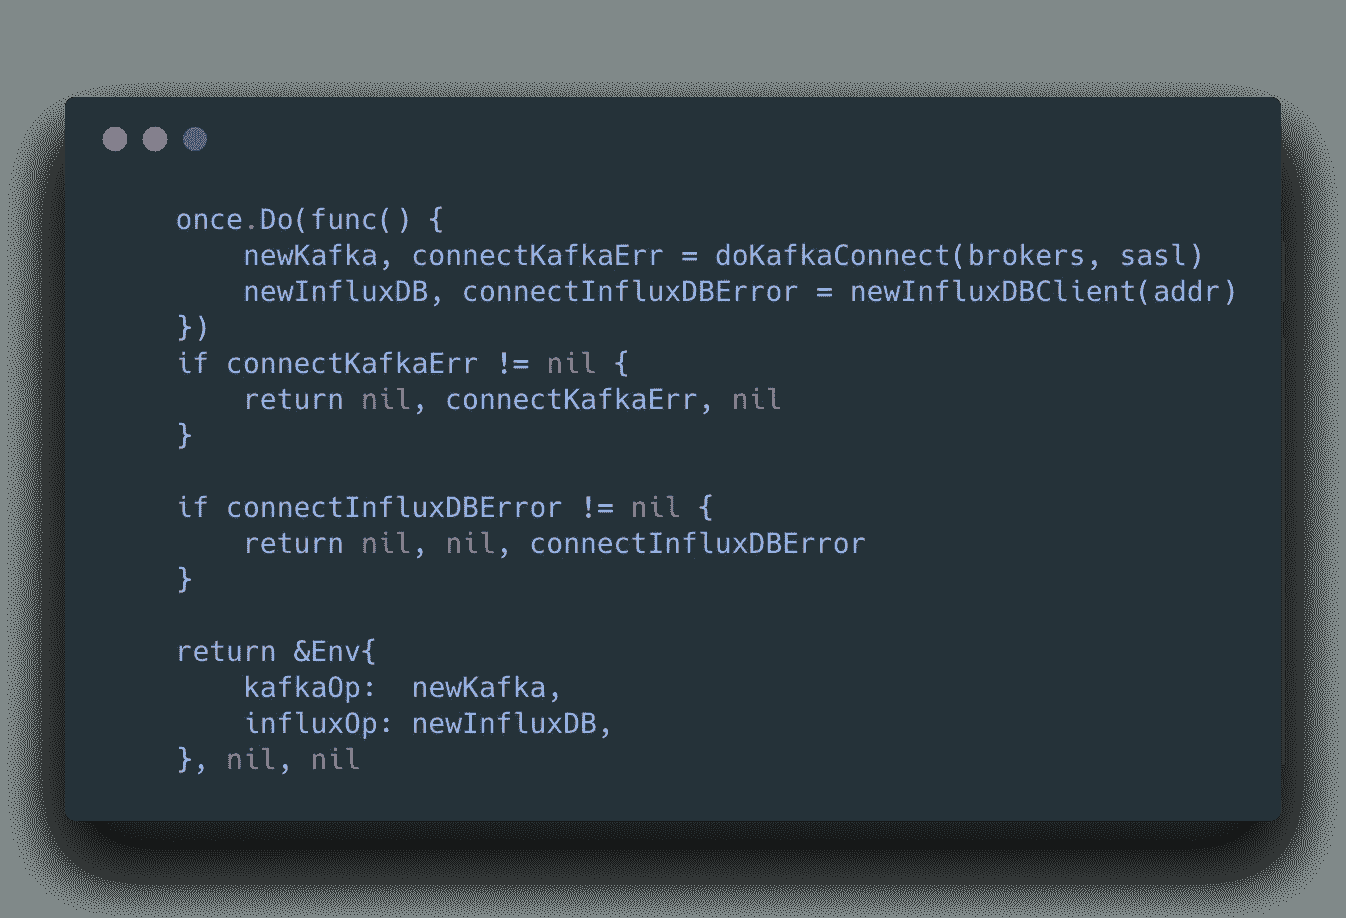 once.Do(func() {
    newKafka, connectKafkaErr = doKafkaConnect(brokers, sasl)
    newInfluxDB, connectInfluxDBError = newInfluxDBClient(addr)
})
if connectKafkaErr != nil {
    return nil, connectKafkaErr, nil
}

if connectInfluxDBError != nil {
    return nil, nil, connectInfluxDBError
}

return &Env{
    kafkaOp:  newKafka,
    influxOp: newInfluxDB,
}, nil, nil